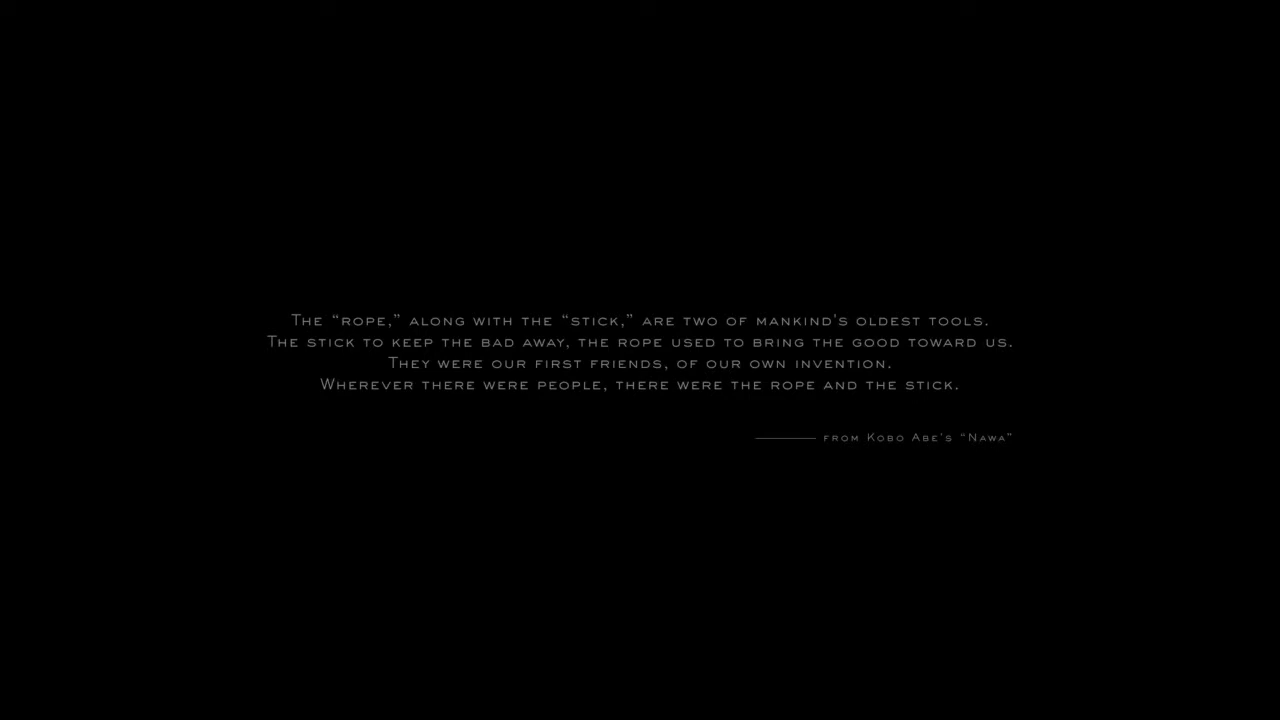 The “rope,” along with the “stick,” are two of mankind's oldest tools.
The stick to keep the bad away, the rope used to bring the good toward us.
They were our first friends, of our own invention.
Wherever there were people, there were the rope and the stick.
from Kobo Abe's “Nawa”